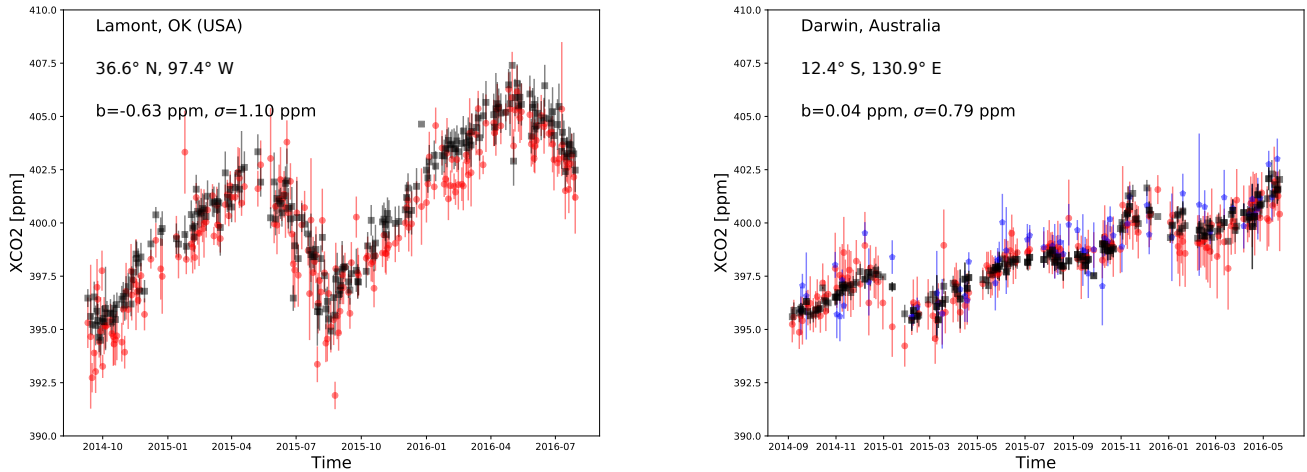 Lamont, OK (USA)
36.6° N, 97.4° W
b=-0.63 ppm, σ=1.10 ppm
XCO2 [ppm]
410.0
407.5
405.0
402.5
400.0
397.5
395.0
392.5
390.0
2014-10 2015-01 2015-04 2015-07 2015-10 2016-01 2016-04 2016-07
Time
Darwin, Australia
12.4° S, 130.9° E
b=0.04 ppm, σ=0.79 ppm
XCO2 [ppm]
410.0
407.5
405.0
402.5
400.0
397.5
395.0
392.5
390.0
2014-09 2014-11 2015-01 2015-03 2015-05 2015-07 2015-09 2015-11 2016-01 2016-03 2016-05
Time